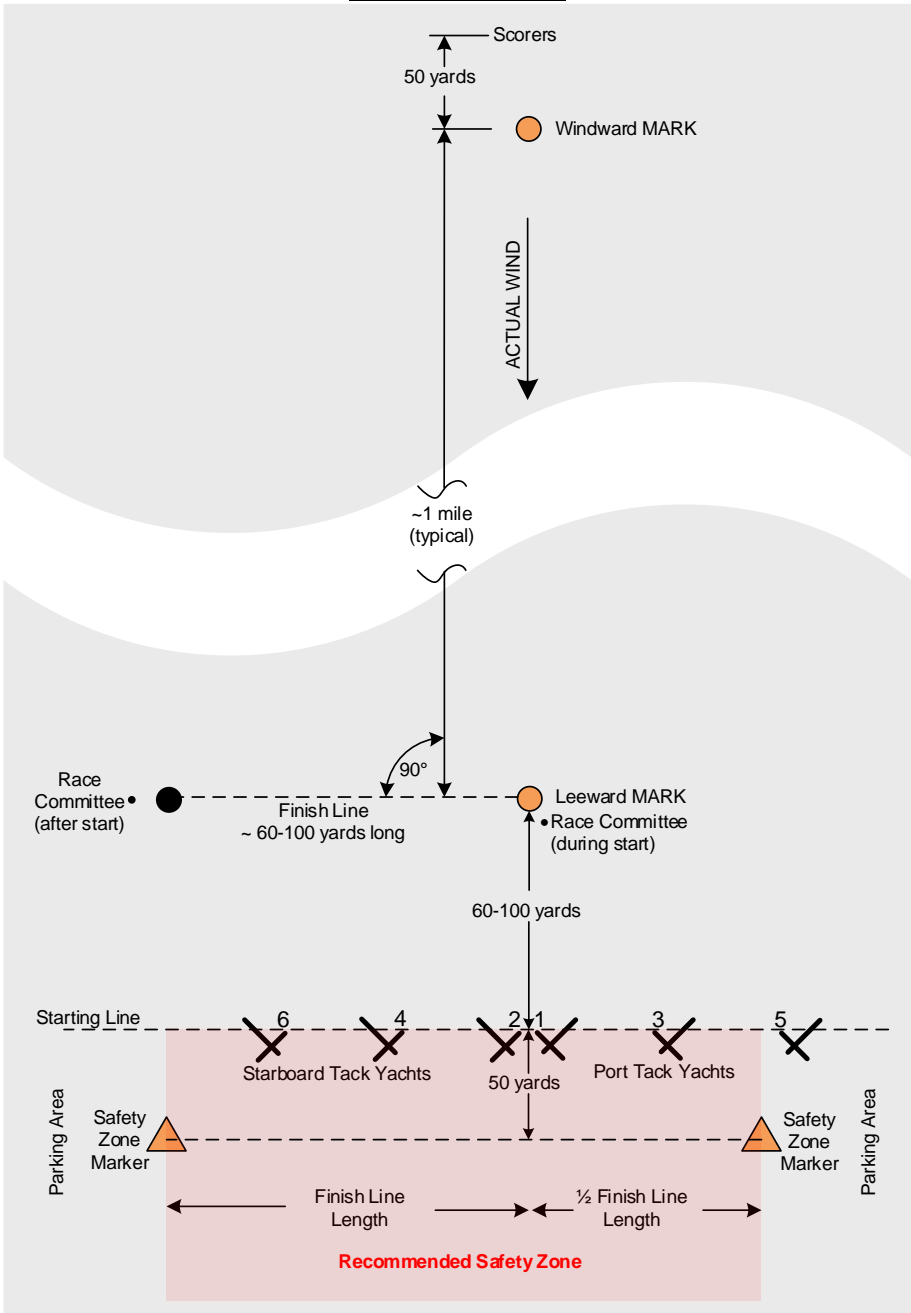 Scorers
50 yards
Windward MARK
ACTUAL WIND
~1 mile
(typical)
90°
Race
Committee
(after start)
Finish Line
~ 60-100 yards long
Leeward MARK
Race Committee
(during start)
60-100 yards
Starting Line
6
4
2
1
3
5
Starboard Tack Yachts
50 yards
Port Tack Yachts
Parking Area
Safety
Zone
Marker
Safety
Zone
Marker
Parking Area
Finish Line
Length
½ Finish Line
Length
Recommended Safety Zone